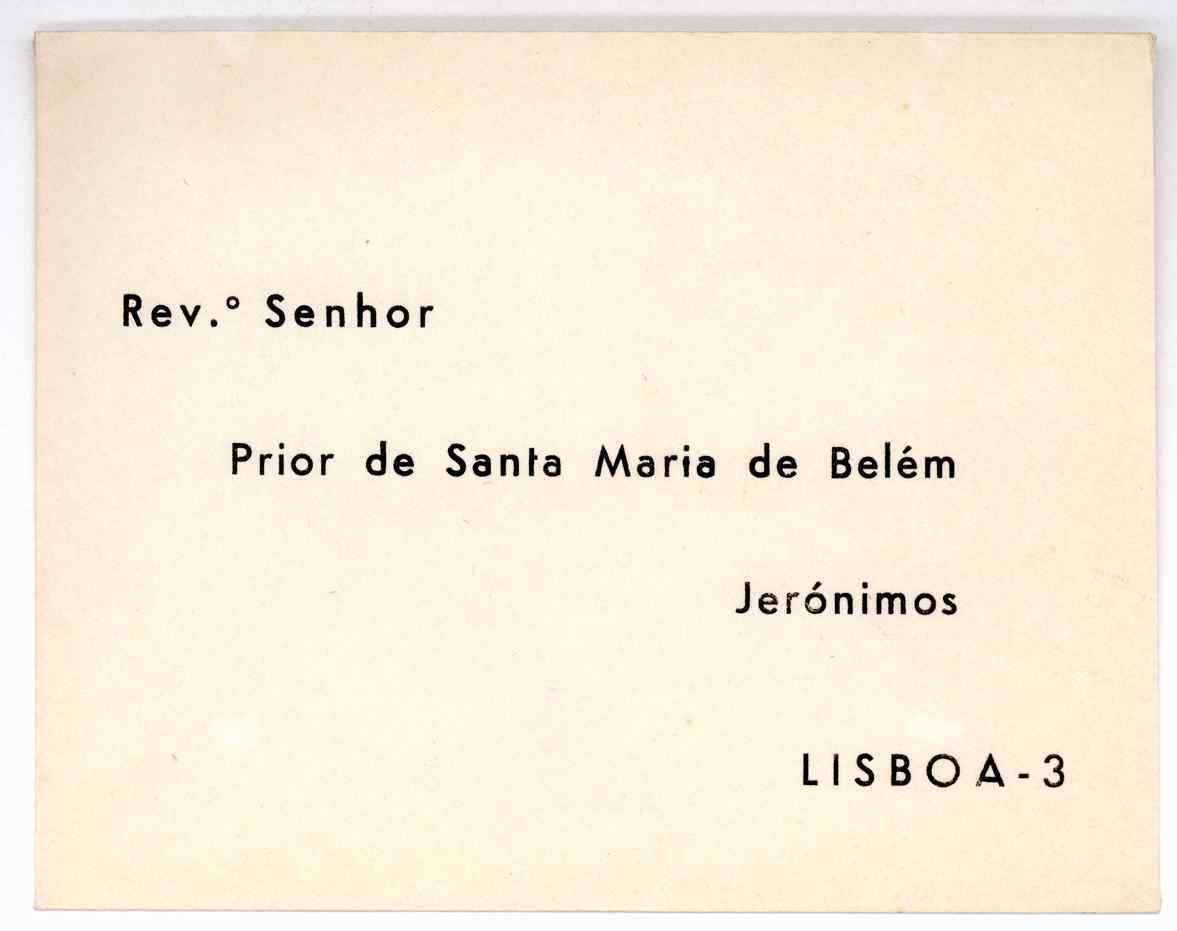 Rev.º Senhor
Prior de Santa Maria de Belém
Jerónimos
LISBOA-3